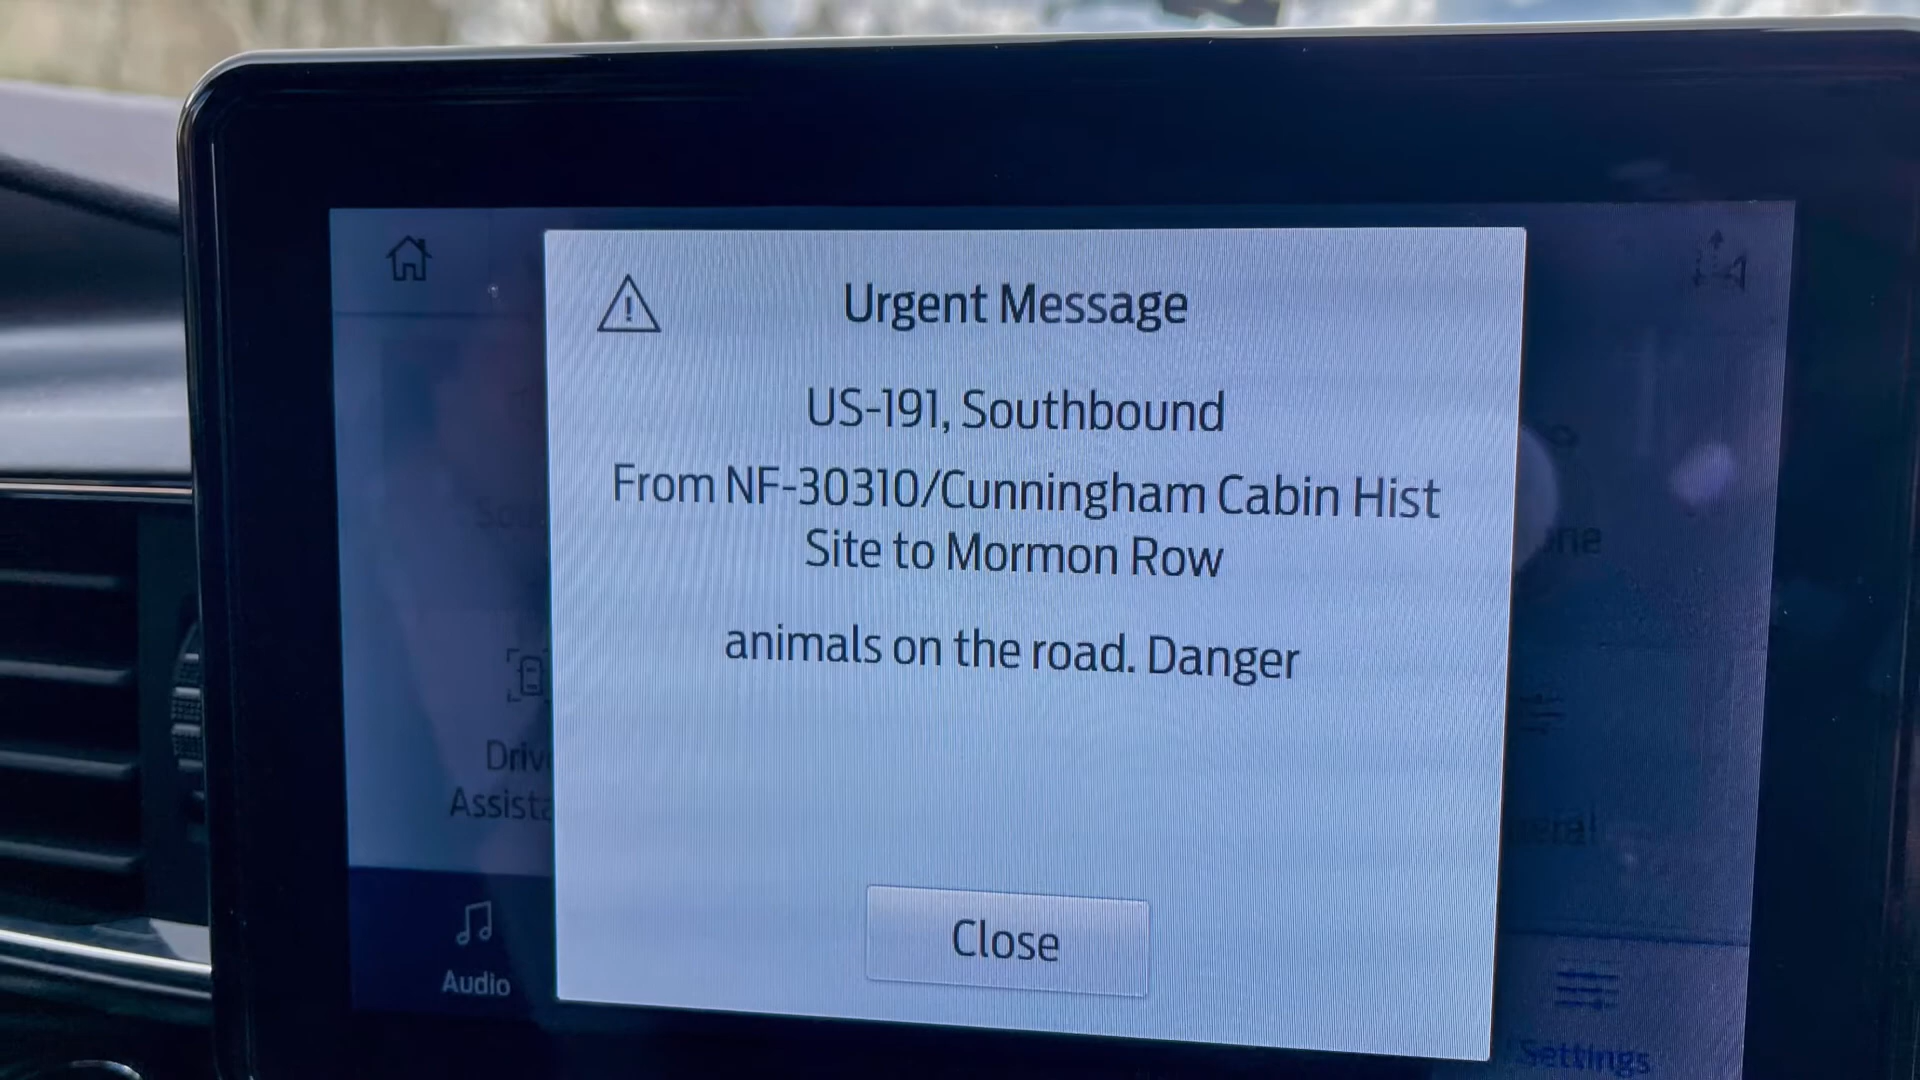 Urgent Message
US-191, Southbound
From NF-30310/Cunningham Cabin Hist
Site to Mormon Row
animals on the road. Danger
Close
Audio
Settings